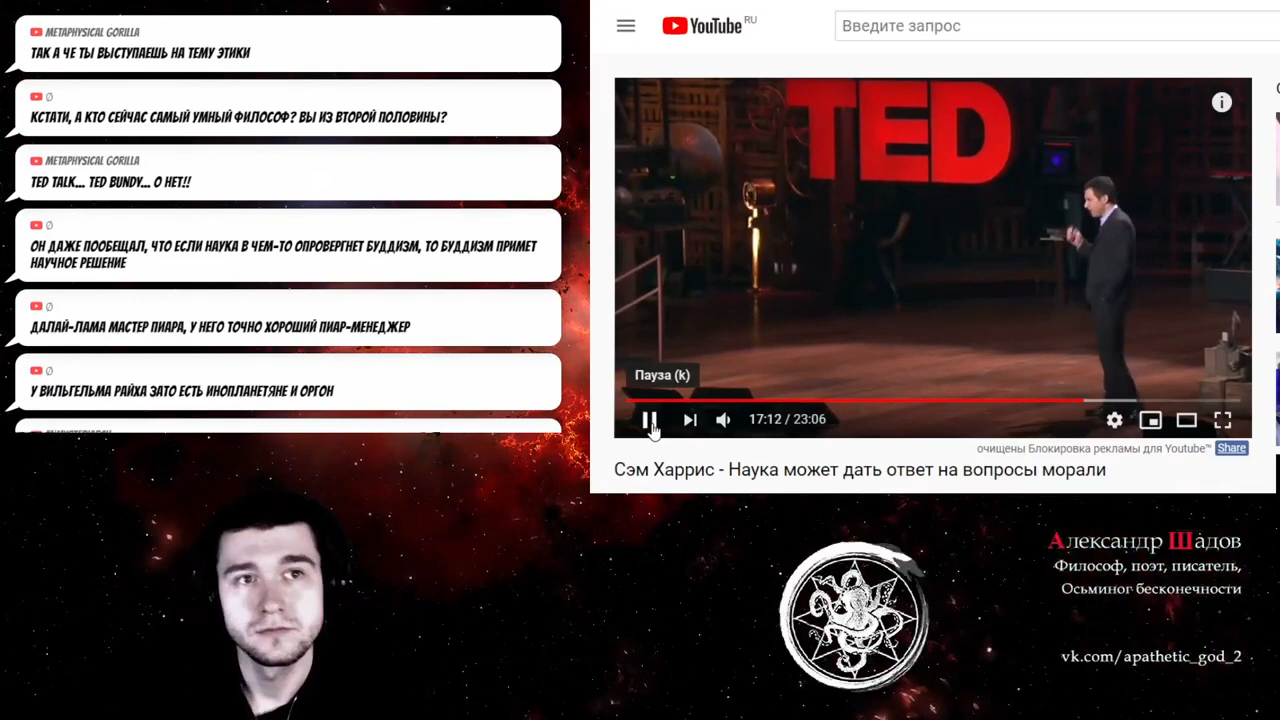 METAPHYSICAL GORILLA
ТАК А ЧЕ ТЫ ВЫСТУПАЕШЬ НА ТЕМУ ЭТИКИ
Ø
КСТАТИ, А КТО СЕЙЧАС САМЫЙ УМНЫЙ ФИЛОСОФ? ВЫ ИЗ ВТОРОЙ ПОЛОВИНЫ?
METAPHYSICAL GORILLA
TED TALK... TED BUNDY... О НЕТ!!
Ø
ОН ДАЖЕ ПООБЕЩАЛ, ЧТО ЕСЛИ НАУКА В ЧЕМ-ТО ОПРОВЕРГНЕТ БУДДИЗМ, ТО БУДДИЗМ ПРИМЕТ
НАУЧНОЕ РЕШЕНИЕ
Ø
ДАЛАЙ-ЛАМА МАСТЕР ПИАРА, У НЕГО ТОЧНО ХОРОШИЙ ПИАР-МЕНЕДЖЕР
Ø
У ВИЛЬГЕЛЬМА РАЙХА ЗАТО ЕСТЬ ИНОПЛАНЕТЯНЕ И ОРГОН
YouTube RU
Введите запрос
TED
Пауза (k)
17:12 / 23:06
очищены Блокировка рекламы для Youtube™ Share
Сэм Харрис - Наука может дать ответ на вопросы морали
Александр Шадов
Философ, поэт, писатель,
Осьминог бесконечности
vk.com/apathetic_god_2